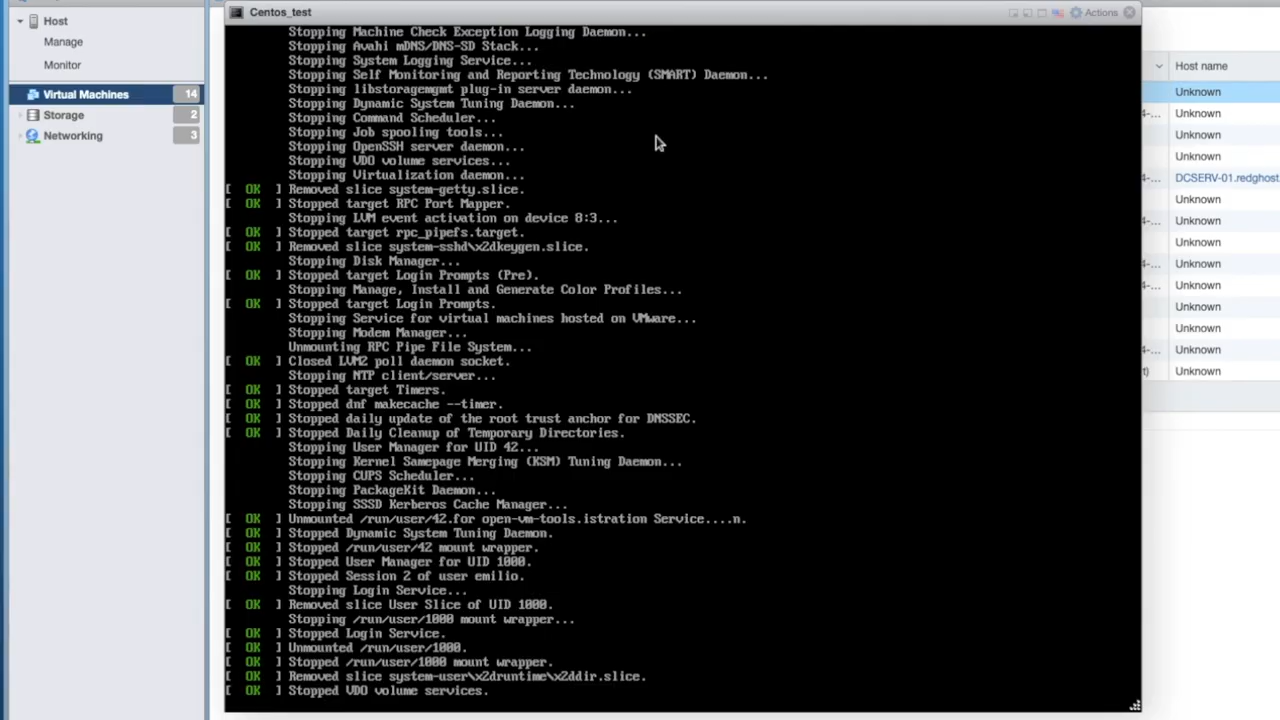 Host
Manage
Monitor
Virtual Machines 14
Storage 2
Networking 3
Centos_test
Actions
Stopping Machine Check Exception Logging Daemon...
Stopping Avahi mDNS/DNS-SD Stack...
Stopping System Logging Service...
Stopping Self Monitoring and Reporting Technology (SMART) Daemon...
Stopping libstoragemgmt plug-in server daemon...
Stopping Dynamic System Tuning Daemon...
Stopping Command Scheduler...
Stopping Job spooling tools...
Stopping OpenSSH server daemon...
Stopping VDO volume services...
Stopping Virtualization daemon...
[ OK ] Removed slice system-getty.slice.
[ OK ] Stopped target RPC Port Mapper.
Stopping LVM event activation on device 8:3...
[ OK ] Stopped target rpc_pipefs.target.
[ OK ] Removed slice system-sshd\x2dkeygen.slice.
Stopping Disk Manager...
[ OK ] Stopped target Login Prompts (Pre).
Stopping Manage, Install and Generate Color Profiles...
[ OK ] Stopped target Login Prompts.
Stopping Service for virtual machines hosted on VMware...
Stopping Modem Manager...
Unmounting RPC Pipe File System...
[ OK ] Closed LVM2 poll daemon socket.
Stopping NTP client/server...
[ OK ] Stopped target Timers.
[ OK ] Stopped dnf makecache --timer.
[ OK ] Stopped daily update of the root trust anchor for DNSSEC.
[ OK ] Stopped Daily Cleanup of Temporary Directories.
Stopping User Manager for UID 42...
Stopping Kernel Samepage Merging (KSM) Tuning Daemon...
Stopping CUPS Scheduler...
Stopping PackageKit Daemon...
Stopping SSSD Kerberos Cache Manager...
[ OK ] Unmounted /run/user/42.for open-vm-tools.istration Service....n.
[ OK ] Stopped Dynamic System Tuning Daemon.
[ OK ] Stopped /run/user/42 mount wrapper.
[ OK ] Stopped User Manager for UID 1000.
[ OK ] Stopped Session 2 of user emilio.
Stopping Login Service...
[ OK ] Removed slice User Slice of UID 1000.
Stopping /run/user/1000 mount wrapper...
[ OK ] Stopped Login Service.
[ OK ] Unmounted /run/user/1000.
[ OK ] Stopped /run/user/1000 mount wrapper.
[ OK ] Removed slice system-user\x2druntime\x2ddir.slice.
[ OK ] Stopped VDO volume services.
Host name
Unknown
4-... Unknown
Unknown
Unknown
4-... DCSERV-01.redghost.
Unknown
4-... Unknown
Unknown
4-... Unknown
4-... Unknown
Unknown
Unknown
4-... Unknown
t) Unknown